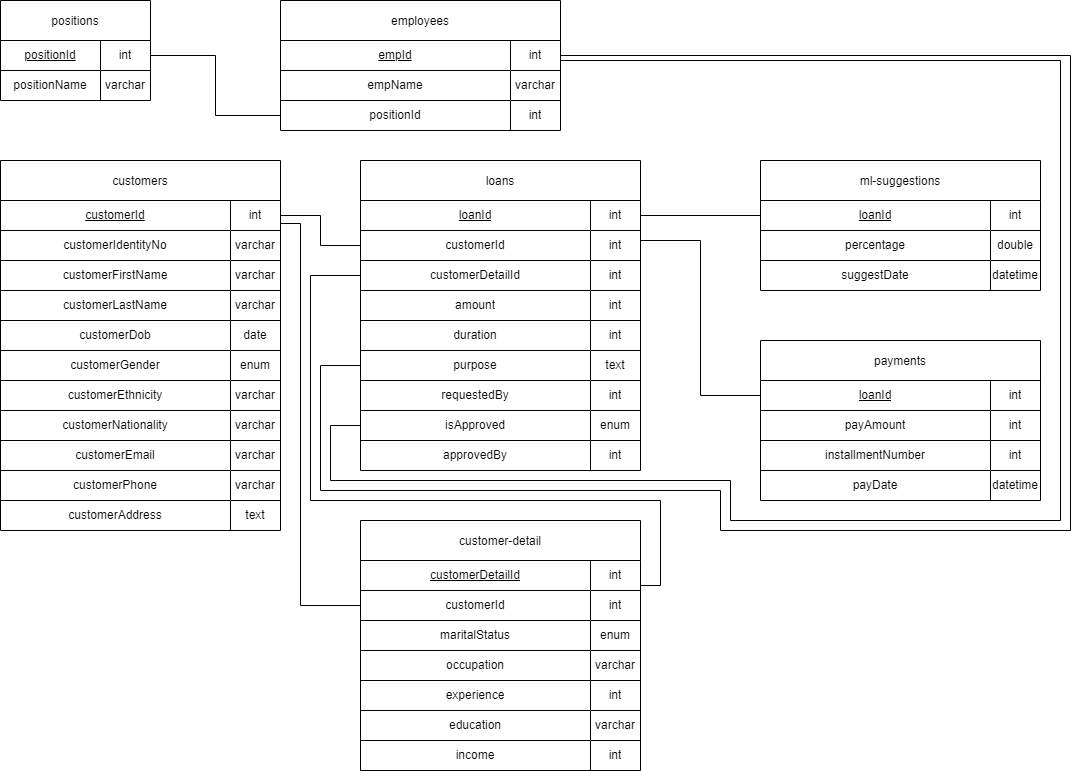 positions
positionId int
positionName varchar
employees
empId int
empName varchar
positionId int
customers
customerId int
customerIdentityNo varchar
customerFirstName varchar
customerLastName varchar
customerDob date
customerGender enum
customerEthnicity varchar
customerNationality varchar
customerEmail varchar
customerPhone varchar
customerAddress text
loans
loanId int
customerId int
customerDetailId int
amount int
duration int
purpose text
requestedBy int
isApproved enum
approvedBy int
ml-suggestions
loanId int
percentage double
suggestDate datetime
payments
loanId int
payAmount int
installmentNumber int
payDate datetime
customer-detail
customerDetailId int
customerId int
maritalStatus enum
occupation varchar
experience int
education varchar
income int